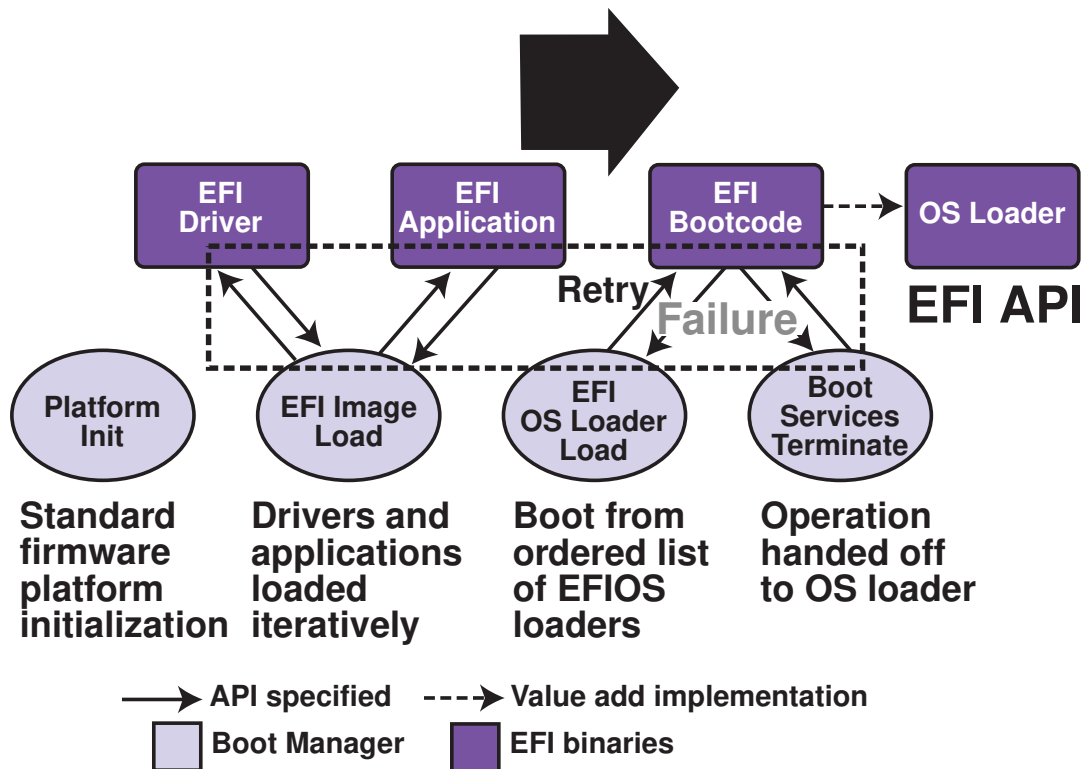 EFI
Driver
EFI
Application
EFI
Bootcode
OS Loader
Retry
Failure
EFI API
Platform
Init
EFI Image
Load
EFI
OS Loader
Load
Boot
Services
Terminate
Standard
firmware
platform
initialization
Drivers and
applications
loaded
iteratively
Boot from
ordered list
of EFIOS
loaders
Operation
handed off
to OS loader
API specified
Value add implementation
Boot Manager
EFI binaries